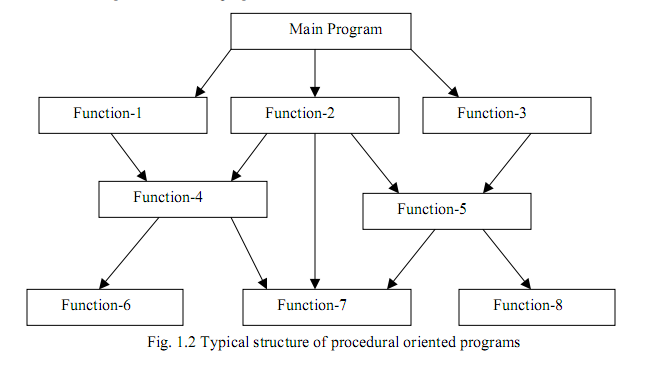 Main Program
Function-1
Function-2
Function-3
Function-4
Function-5
Function-6
Function-7
Function-8
Fig. 1.2 Typical structure of procedural oriented programs